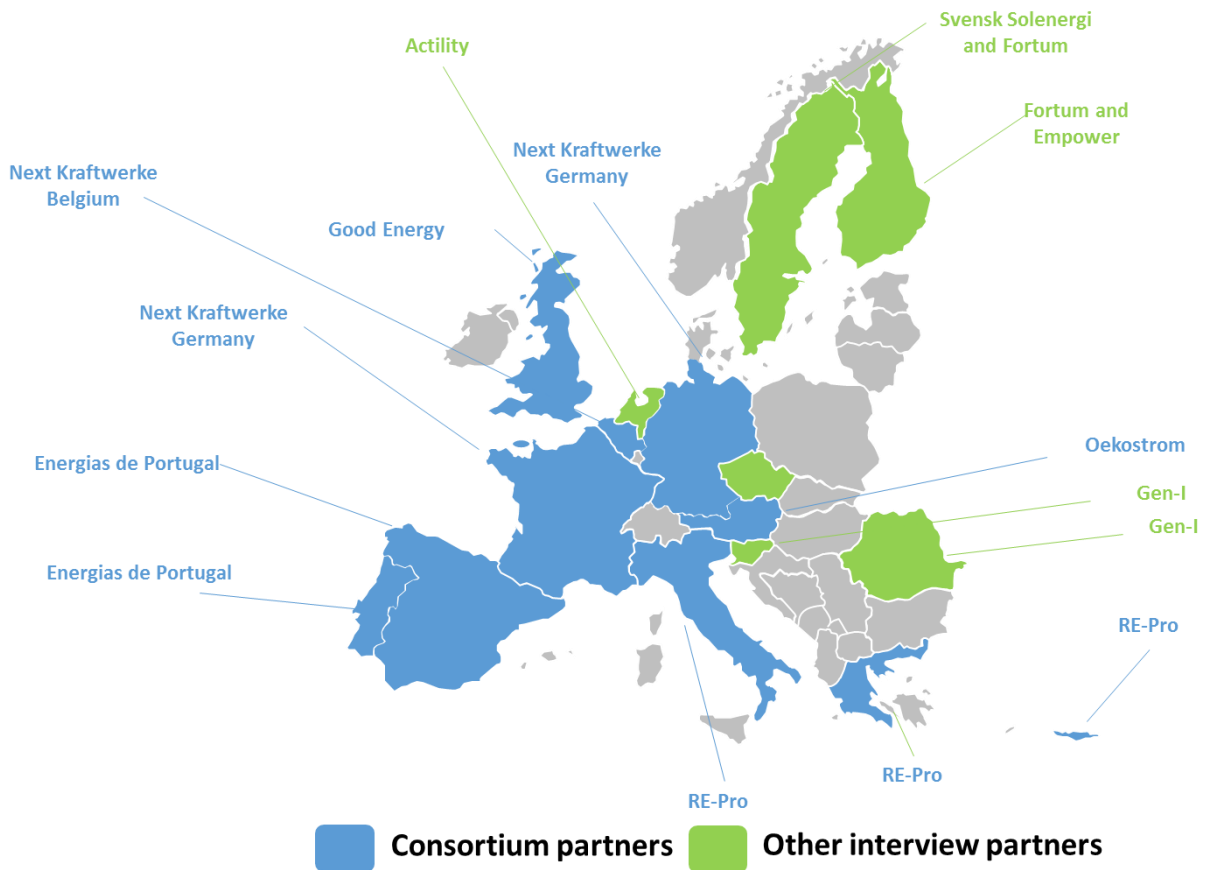 Svensk Solenergi
and Fortum
Actility
Fortum and
Empower
Next Kraftwerke
Germany
Next Kraftwerke
Belgium
Good Energy
Next Kraftwerke
Germany
Oekostrom
Energias de Portugal
Gen-I
Gen-I
Energias de Portugal
RE-Pro
RE-Pro
RE-Pro
Consortium partners
Other interview partners